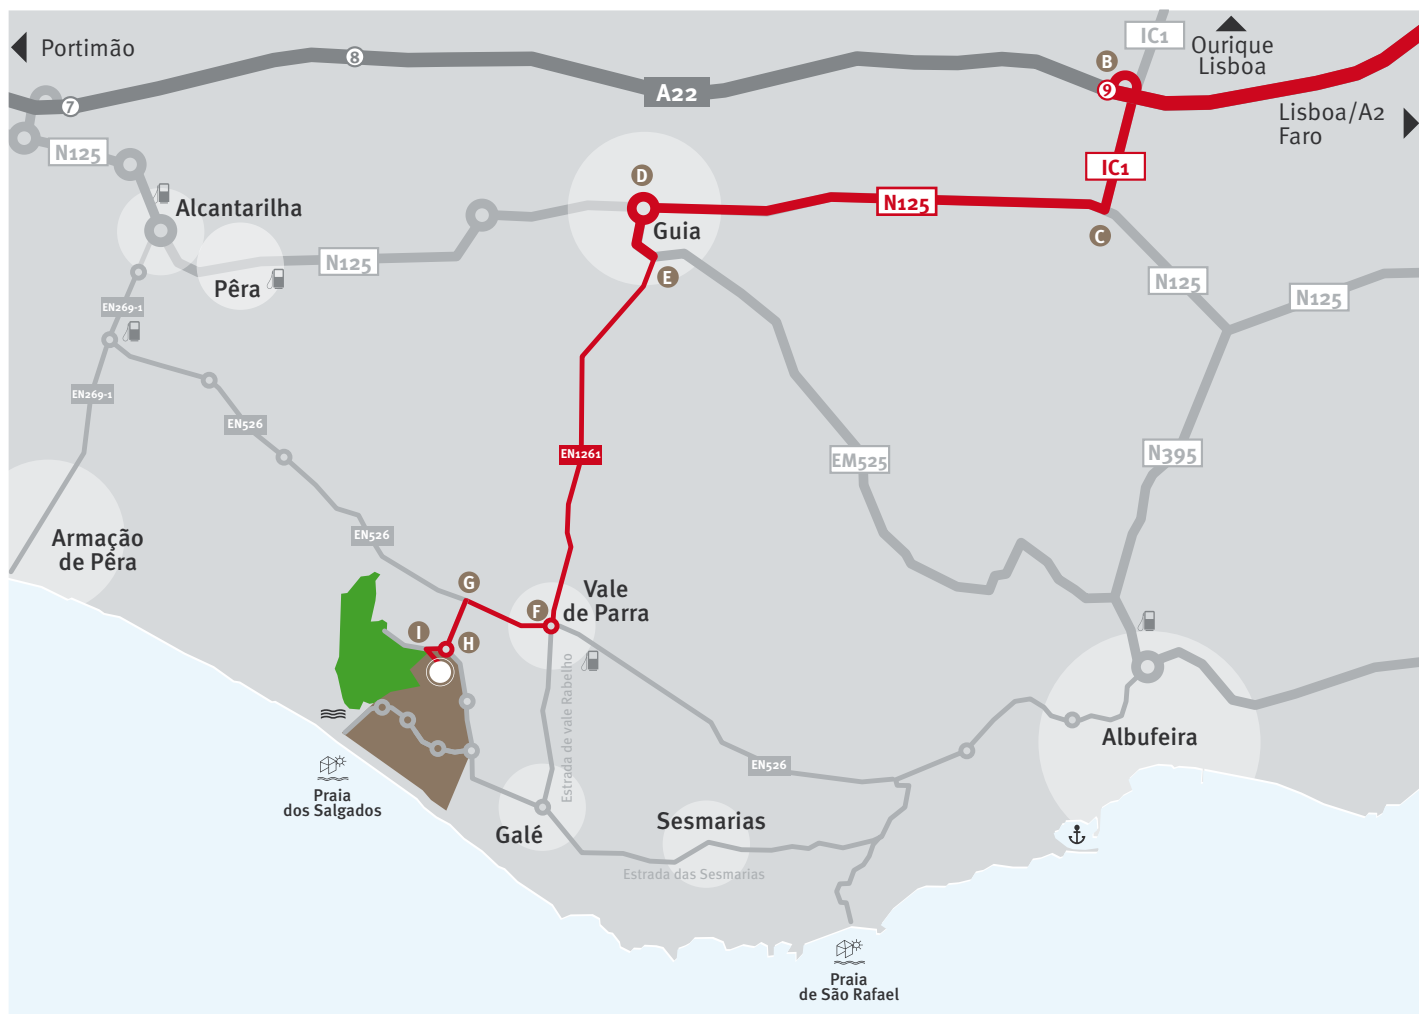 IC1
Ourique
Lisboa
Portimão
8
B
A22
9
7
Lisboa/A2
Faro
N125
IC1
D
Alcantarilha
N125
Guia
C
N125
E
Pêra
N125
N125
EN269-1
EN269-1
EN526
EN1261
EM525
N395
EN526
Armação
de Pêra
G
Vale
de Parra
F
I
H
Estrada de vale Rabelho
Albufeira
EN526
Praia
dos Salgados
Galé
Sesmarias
Estrada das Sesmarias
Praia
de São Rafael